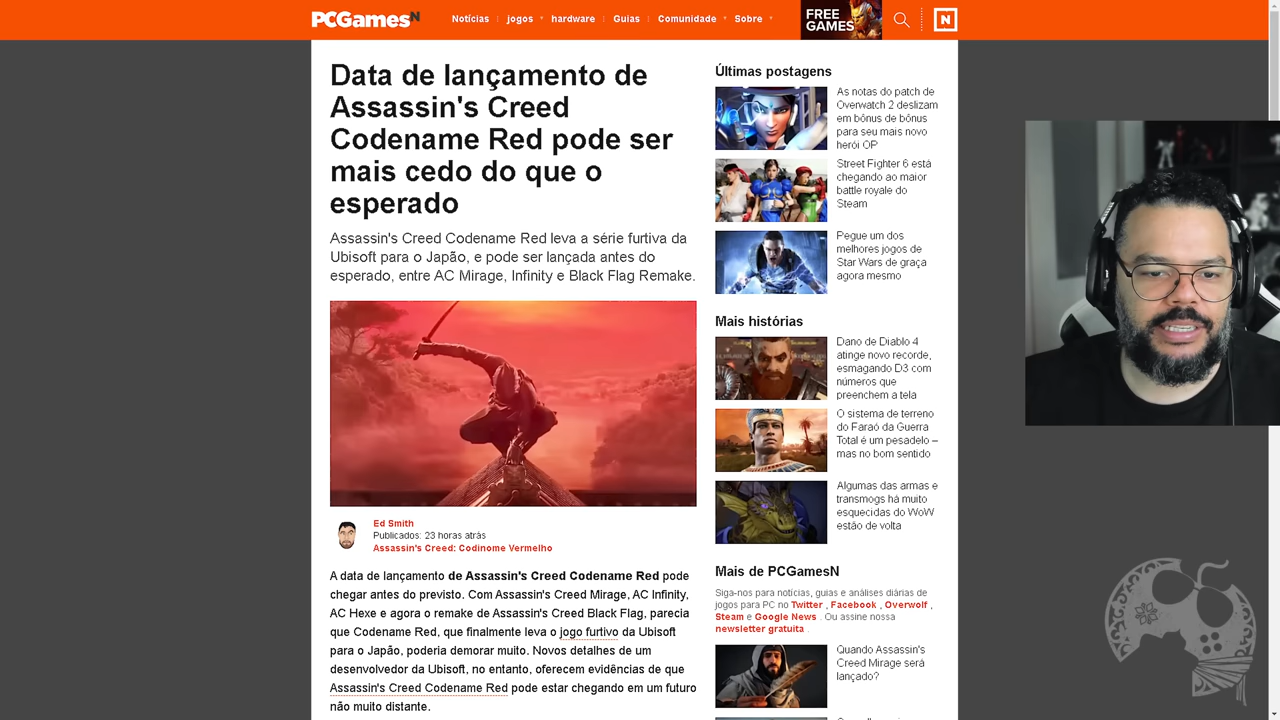 PCGamesN
Notícias
jogos
hardware
Guias
Comunidade
Sobre
FREE
GAMES
N
Data de lançamento de
Assassin's Creed
Codename Red pode ser
mais cedo do que o
esperado
Assassin's Creed Codename Red leva a série furtiva da
Ubisoft para o Japão, e pode ser lançada antes do
esperado, entre AC Mirage, Infinity e Black Flag Remake.
Ed Smith
Publicados: 23 horas atrás
Assassin's Creed: Codinome Vermelho
A data de lançamento de Assassin's Creed Codename Red pode
chegar antes do previsto. Com Assassin's Creed Mirage, AC Infinity,
AC Hexe e agora o remake de Assassin's Creed Black Flag, parecia
que Codename Red, que finalmente leva o jogo furtivo da Ubisoft
para o Japão, poderia demorar muito. Novos detalhes de um
desenvolvedor da Ubisoft, no entanto, oferecem evidências de que
Assassin's Creed Codename Red pode estar chegando em um futuro
não muito distante.
Últimas postagens
As notas do patch de
Overwatch 2 deslizam
em bônus de bônus
para seu mais novo
herói OP
Street Fighter 6 está
chegando ao maior
battle royale do
Steam
Pegue um dos
melhores jogos de
Star Wars de graça
agora mesmo
Mais histórias
Dano de Diablo 4
atinge novo recorde,
esmagando D3 com
números que
preenchem a tela
O sistema de terreno
do Faraó da Guerra
Total é um pesadelo –
mas no bom sentido
Algumas das armas e
transmogs há muito
esquecidas do WoW
estão de volta
Mais de PCGamesN
Siga-nos para notícias, guias e análises diárias de
jogos para PC no Twitter , Facebook , Overwolf ,
Steam e Google News . Ou assine nossa
newsletter gratuita .
Quando Assassin's
Creed Mirage será
lançado?